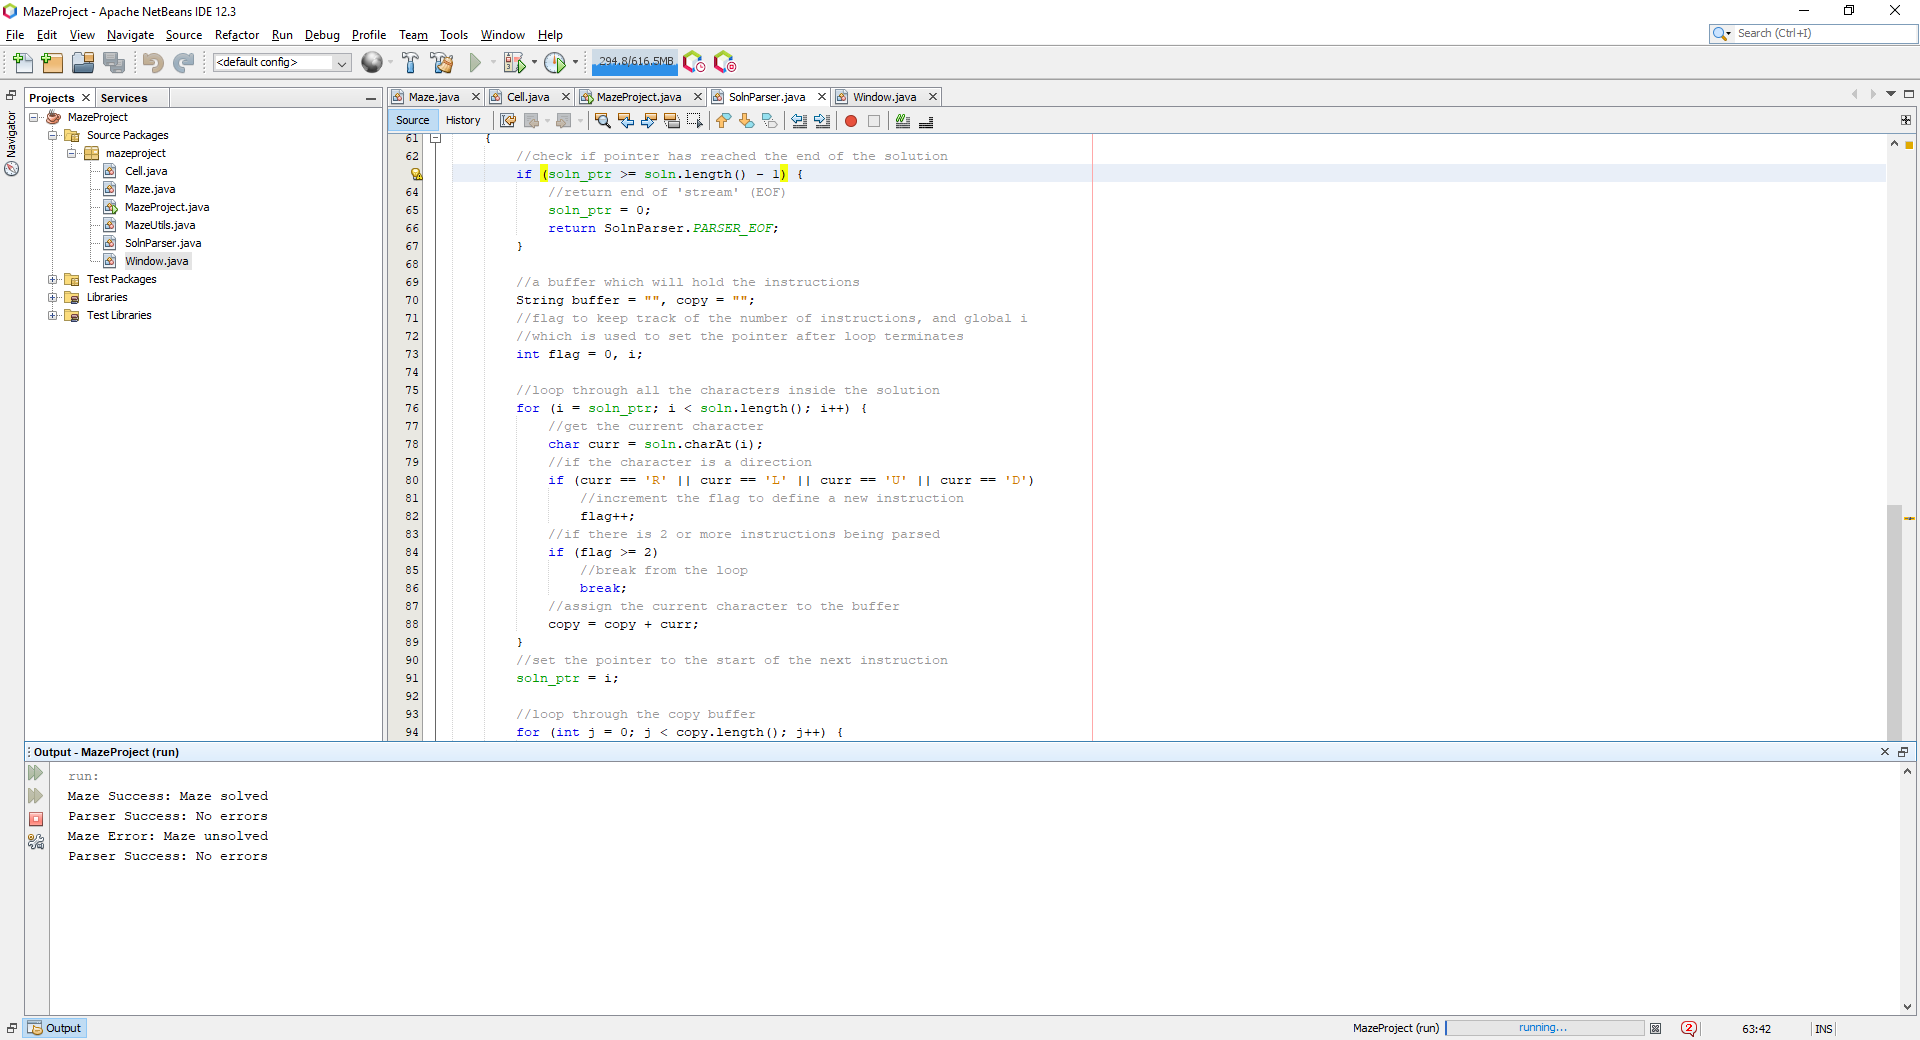 MazeProject - Apache NetBeans IDE 12.3
File Edit View Navigate Source Refactor Run Debug Profile Team Tools Window Help
Search (Ctrl+I)
<default config>
294.8/616.5MB
Projects Services
Navigator
MazeProject
Source Packages
mazeproject
Cell.java
Maze.java
MazeProject.java
MazeUtils.java
SolnParser.java
Window.java
Test Packages
Libraries
Test Libraries
Maze.java Cell.java MazeProject.java SolnParser.java Window.java
Source History
61 {
62 //check if pointer has reached the end of the solution
if (soln_ptr >= soln.length() - 1) {
64 //return end of 'stream' (EOF)
65 soln_ptr = 0;
66 return SolnParser.PARSER_EOF;
67 }
68
69 //a buffer which will hold the instructions
70 String buffer = "", copy = "";
71 //flag to keep track of the number of instructions, and global i
72 //which is used to set the pointer after loop terminates
73 int flag = 0, i;
74
75 //loop through all the characters inside the solution
76 for (i = soln_ptr; i < soln.length(); i++) {
77 //get the current character
78 char curr = soln.charAt(i);
79 //if the character is a direction
80 if (curr == 'R' || curr == 'L' || curr == 'U' || curr == 'D')
81 //increment the flag to define a new instruction
82 flag++;
83 //if there is 2 or more instructions being parsed
84 if (flag >= 2)
85 //break from the loop
86 break;
87 //assign the current character to the buffer
88 copy = copy + curr;
89 }
90 //set the pointer to the start of the next instruction
91 soln_ptr = i;
92
93 //loop through the copy buffer
94 for (int j = 0; j < copy.length(); j++) {
Output - MazeProject (run)
run:
Maze Success: Maze solved
Parser Success: No errors
Maze Error: Maze unsolved
Parser Success: No errors
Output
MazeProject (run) running... 2 63:42 INS